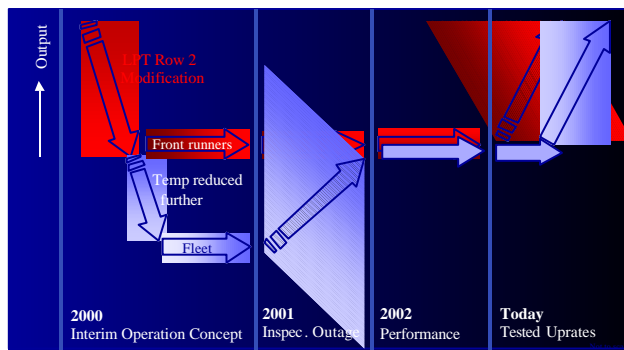 Output
LPT Row 2
Modification
Front runners
Temp reduced
further
Fleet
2000
Interim Operation Concept
2001
Inspec. Outage
2002
Performance
Today
Tested Uprates